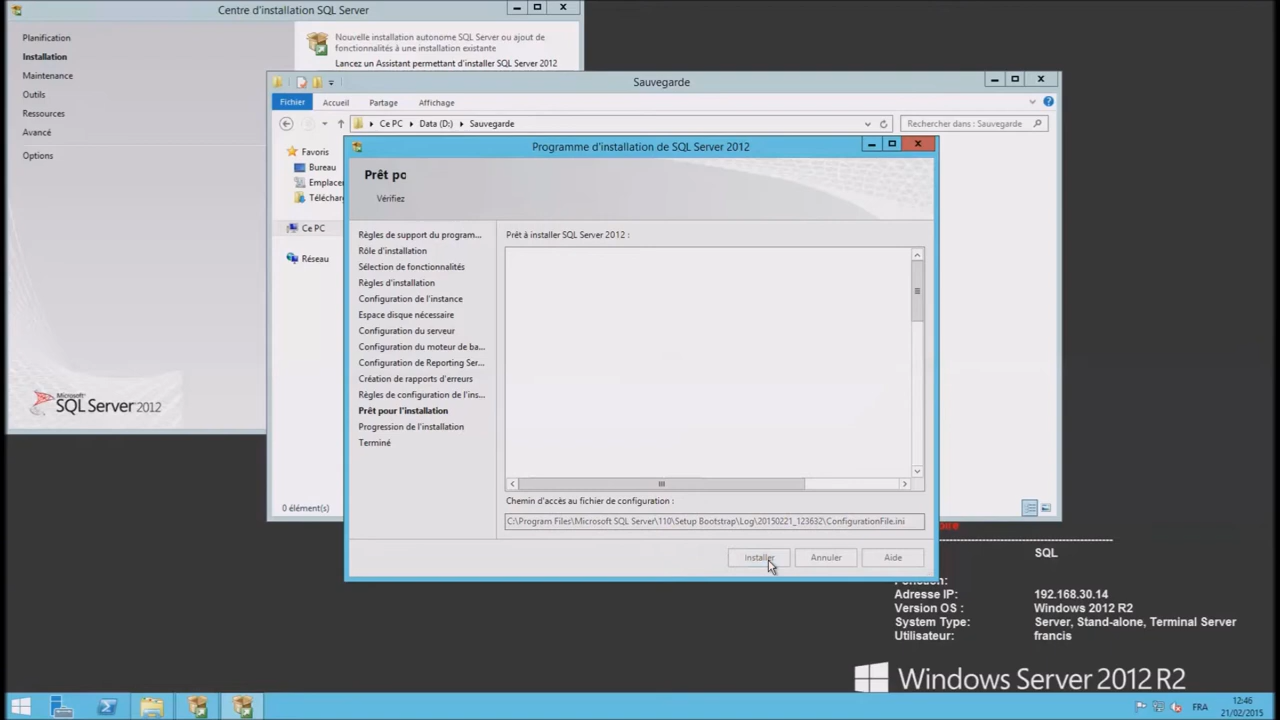 Centre d'installation SQL Server
Planification
Installation
Maintenance
Outils
Ressources
Avancé
Options
Nouvelle installation autonome SQL Server ou ajout de
fonctionnalités à une installation existante
Lancez un Assistant permettant d'installer SQL Server 2012
Microsoft
SQL Server 2012
Sauvegarde
Fichier
Accueil
Partage
Affichage
Ce PC
Data (D:)
Sauvegarde
Rechercher dans : Sauvegarde
Favoris
Bureau
Emplacem
Téléchar
Ce PC
Réseau
0 élément(s)
Programme d'installation de SQL Server 2012
Prêt po
Vérifiez
Règles de support du program...
Rôle d'installation
Sélection de fonctionnalités
Règles d'installation
Configuration de l'instance
Espace disque nécessaire
Configuration du serveur
Configuration du moteur de ba...
Configuration de Reporting Ser...
Création de rapports d'erreurs
Règles de configuration de l'ins...
Prêt pour l'installation
Progression de l'installation
Terminé
Prêt à installer SQL Server 2012 :
Chemin d'accès au fichier de configuration :
C:\Program Files\Microsoft SQL Server\110\Setup Bootstrap\Log\20150221_123632\ConfigurationFile.ini
Installer
Annuler
Aide
SQL
Fonction:
Adresse IP: 192.168.30.14
Version OS : Windows 2012 R2
System Type: Server, Stand-alone, Terminal Server
Utilisateur: francis
Windows Server 2012 R2
FRA
12:46
21/02/2015